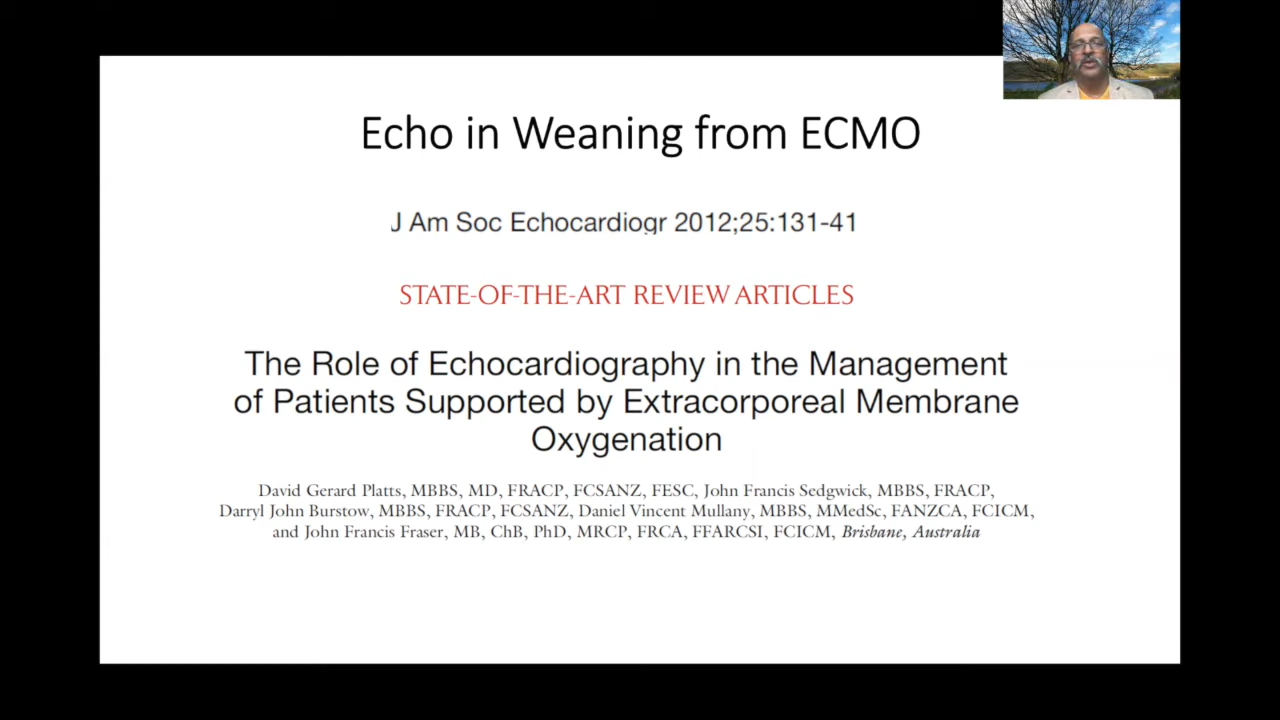 Echo in Weaning from ECMO
J Am Soc Echocardiogr 2012;25:131-41
STATE-OF-THE-ART REVIEW ARTICLES
The Role of Echocardiography in the Management
of Patients Supported by Extracorporeal Membrane
Oxygenation
David Gerard Platts, MBBS, MD, FRACP, FCSANZ, FESC, John Francis Sedgwick, MBBS, FRACP,
Darryl John Burstow, MBBS, FRACP, FCSANZ, Daniel Vincent Mullany, MBBS, MMedSc, FANZCA, FCICM,
and John Francis Fraser, MB, ChB, PhD, MRCP, FRCA, FFARCSI, FCICM, Brisbane, Australia